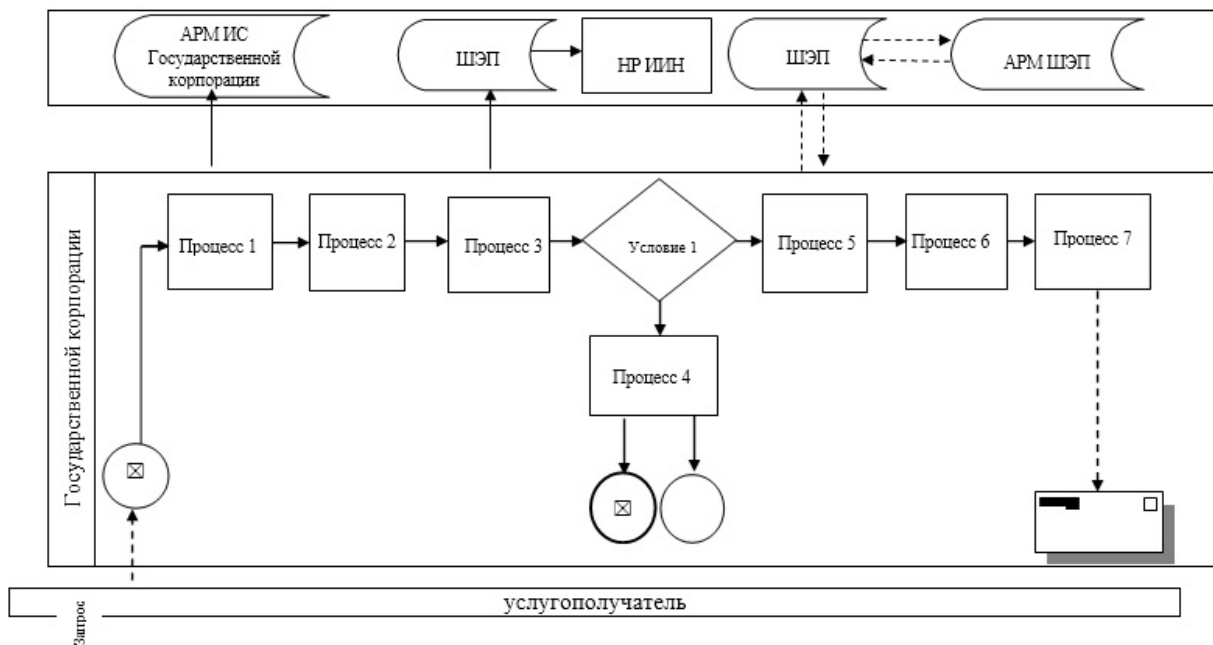 АРМ ИС
Государственной
корпорации
ШЭП
НР ИИН
ШЭП
АРМ ШЭП
Государственной корпорации
Процесс 1
Процесс 2
Процесс 3
Условие 1
Процесс 5
Процесс 6
Процесс 7
Процесс 4
услугополучатель
Запрос